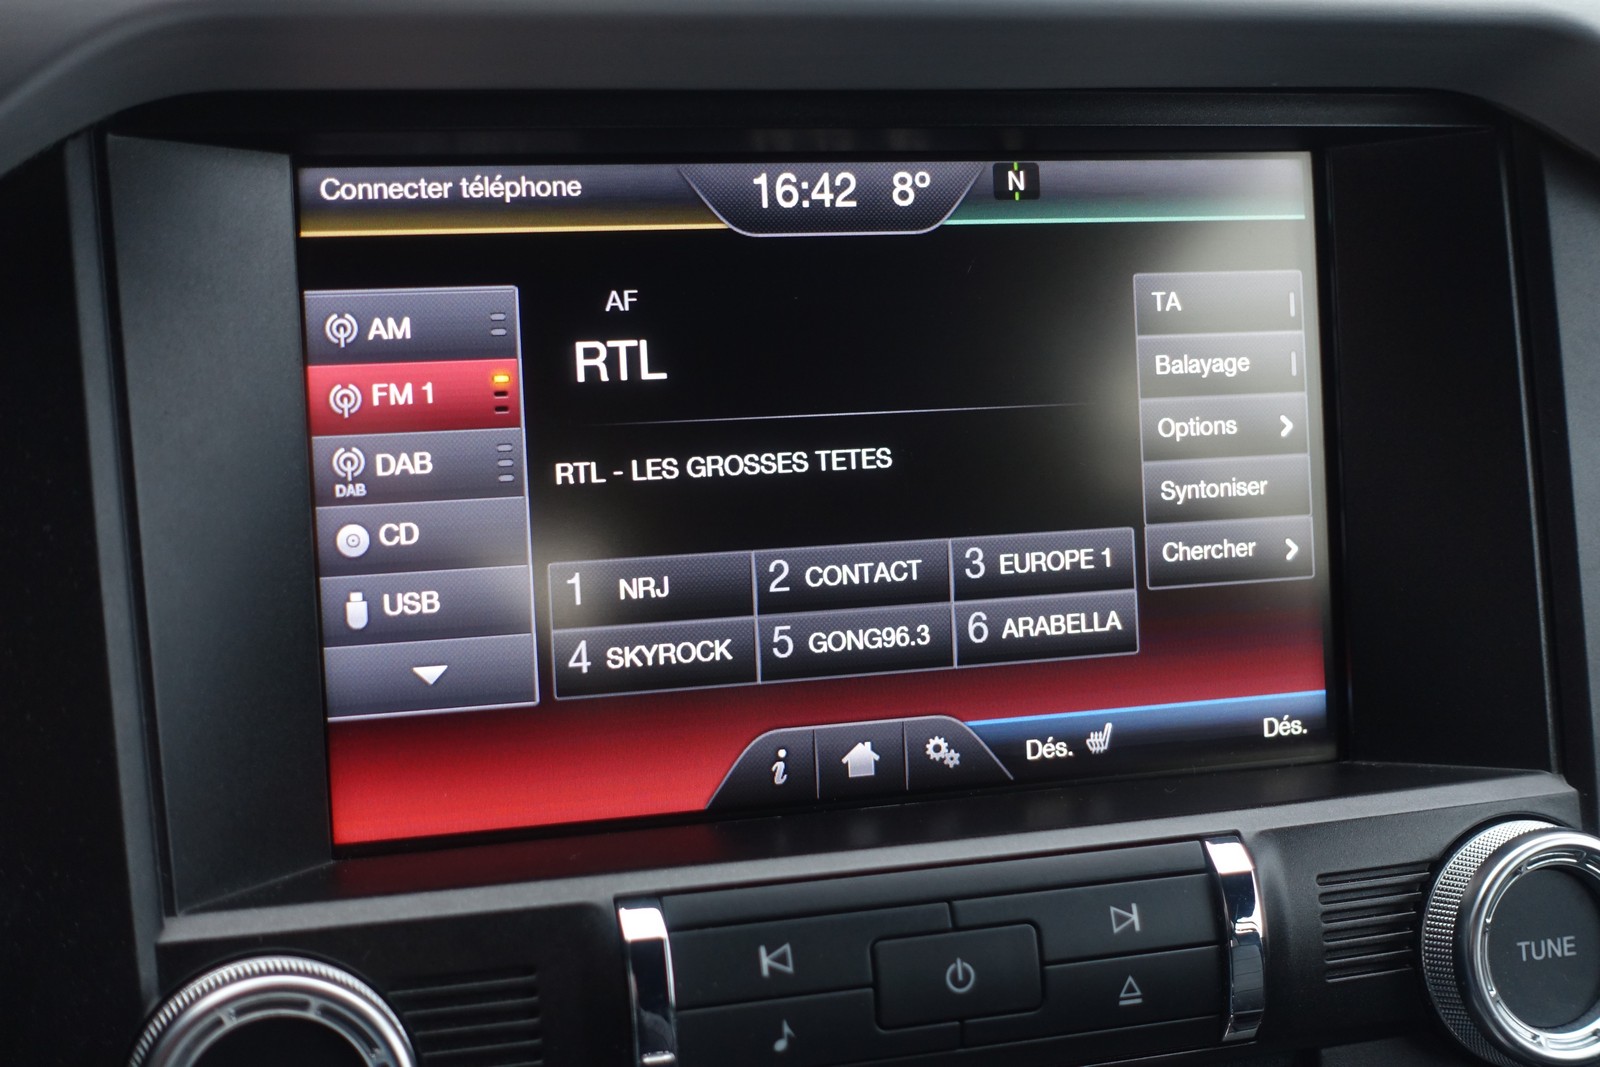 Connecter téléphone
16:42 8º
N
AM
FM 1
DAB
DAB
CD
USB
AF
RTL
RTL - LES GROSSES TETES
1 NRJ
2 CONTACT
3 EUROPE 1
4 SKYROCK
5 GONG96.3
6 ARABELLA
TA
Balayage
Options
Syntoniser
Chercher
i
Dés.
Dés.
TUNE